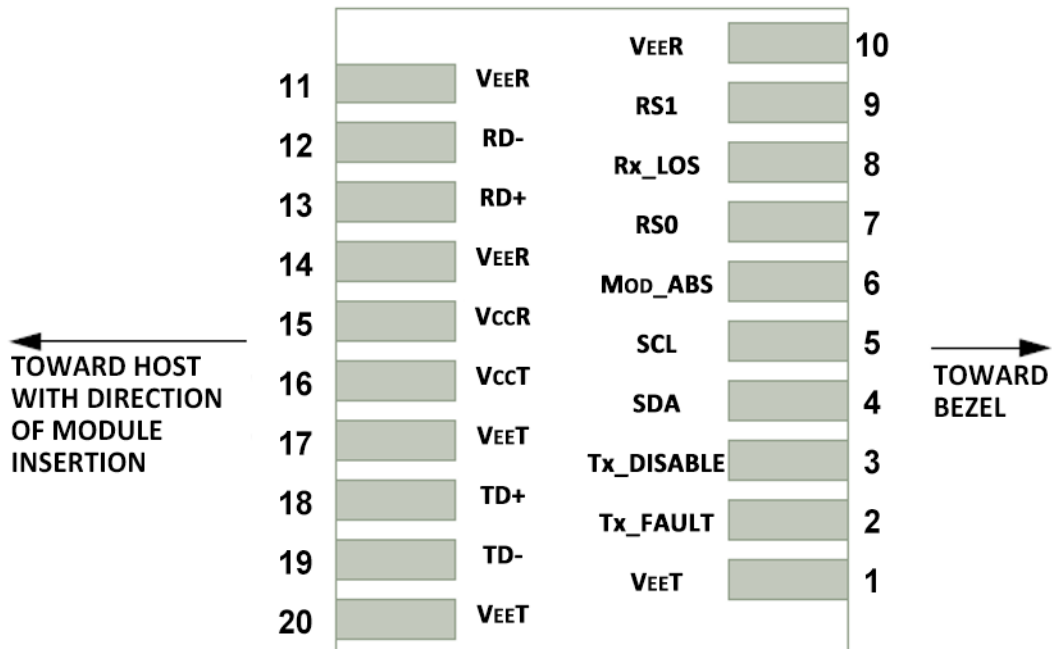 VEER 10
11 VEER
RS1 9
12 RD-
Rx_LOS 8
13 RD+
RS0 7
14 VEER
MOD_ABS 6
15 VCCR
SCL 5
16 VCCT
SDA 4
17 VEET
Tx_DISABLE 3
18 TD+
Tx_FAULT 2
19 TD-
VEET 1
20 VEET
TOWARD HOST
WITH DIRECTION
OF MODULE
INSERTION
TOWARD
BEZEL